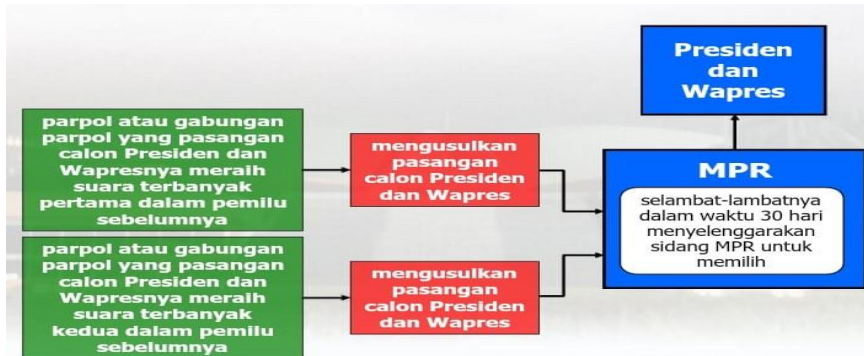 Presiden
dan
Wapres
parpol atau gabungan
parpol yang pasangan
calon Presiden dan
Wapresnya meraih
suara terbanyak
pertama dalam pemilu
sebelumnya
mengusulkan
pasangan
calon Presiden
dan Wapres
MPR
selambat-lambatnya
dalam waktu 30 hari
menyelenggarakan
sidang MPR untuk
memilih
parpol atau gabungan
parpol yang pasangan
calon Presiden dan
Wapresnya meraih
suara terbanyak
kedua dalam pemilu
sebelumnya
mengusulkan
pasangan
calon Presiden
dan Wapres